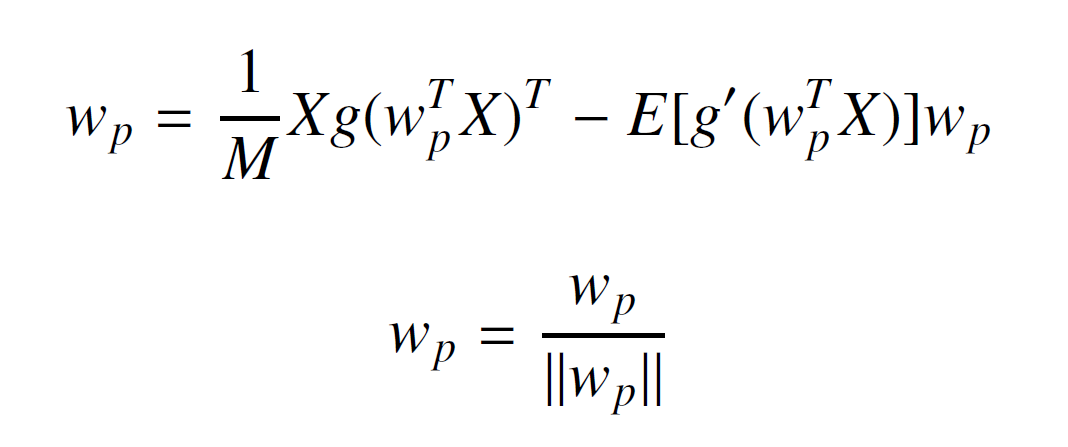 $w_p = \frac{1}{M} X g(w_p^T X)^T - E[g'(w_p^T X)] w_p$
$w_p = \frac{w_p}{\|w_p\|}$